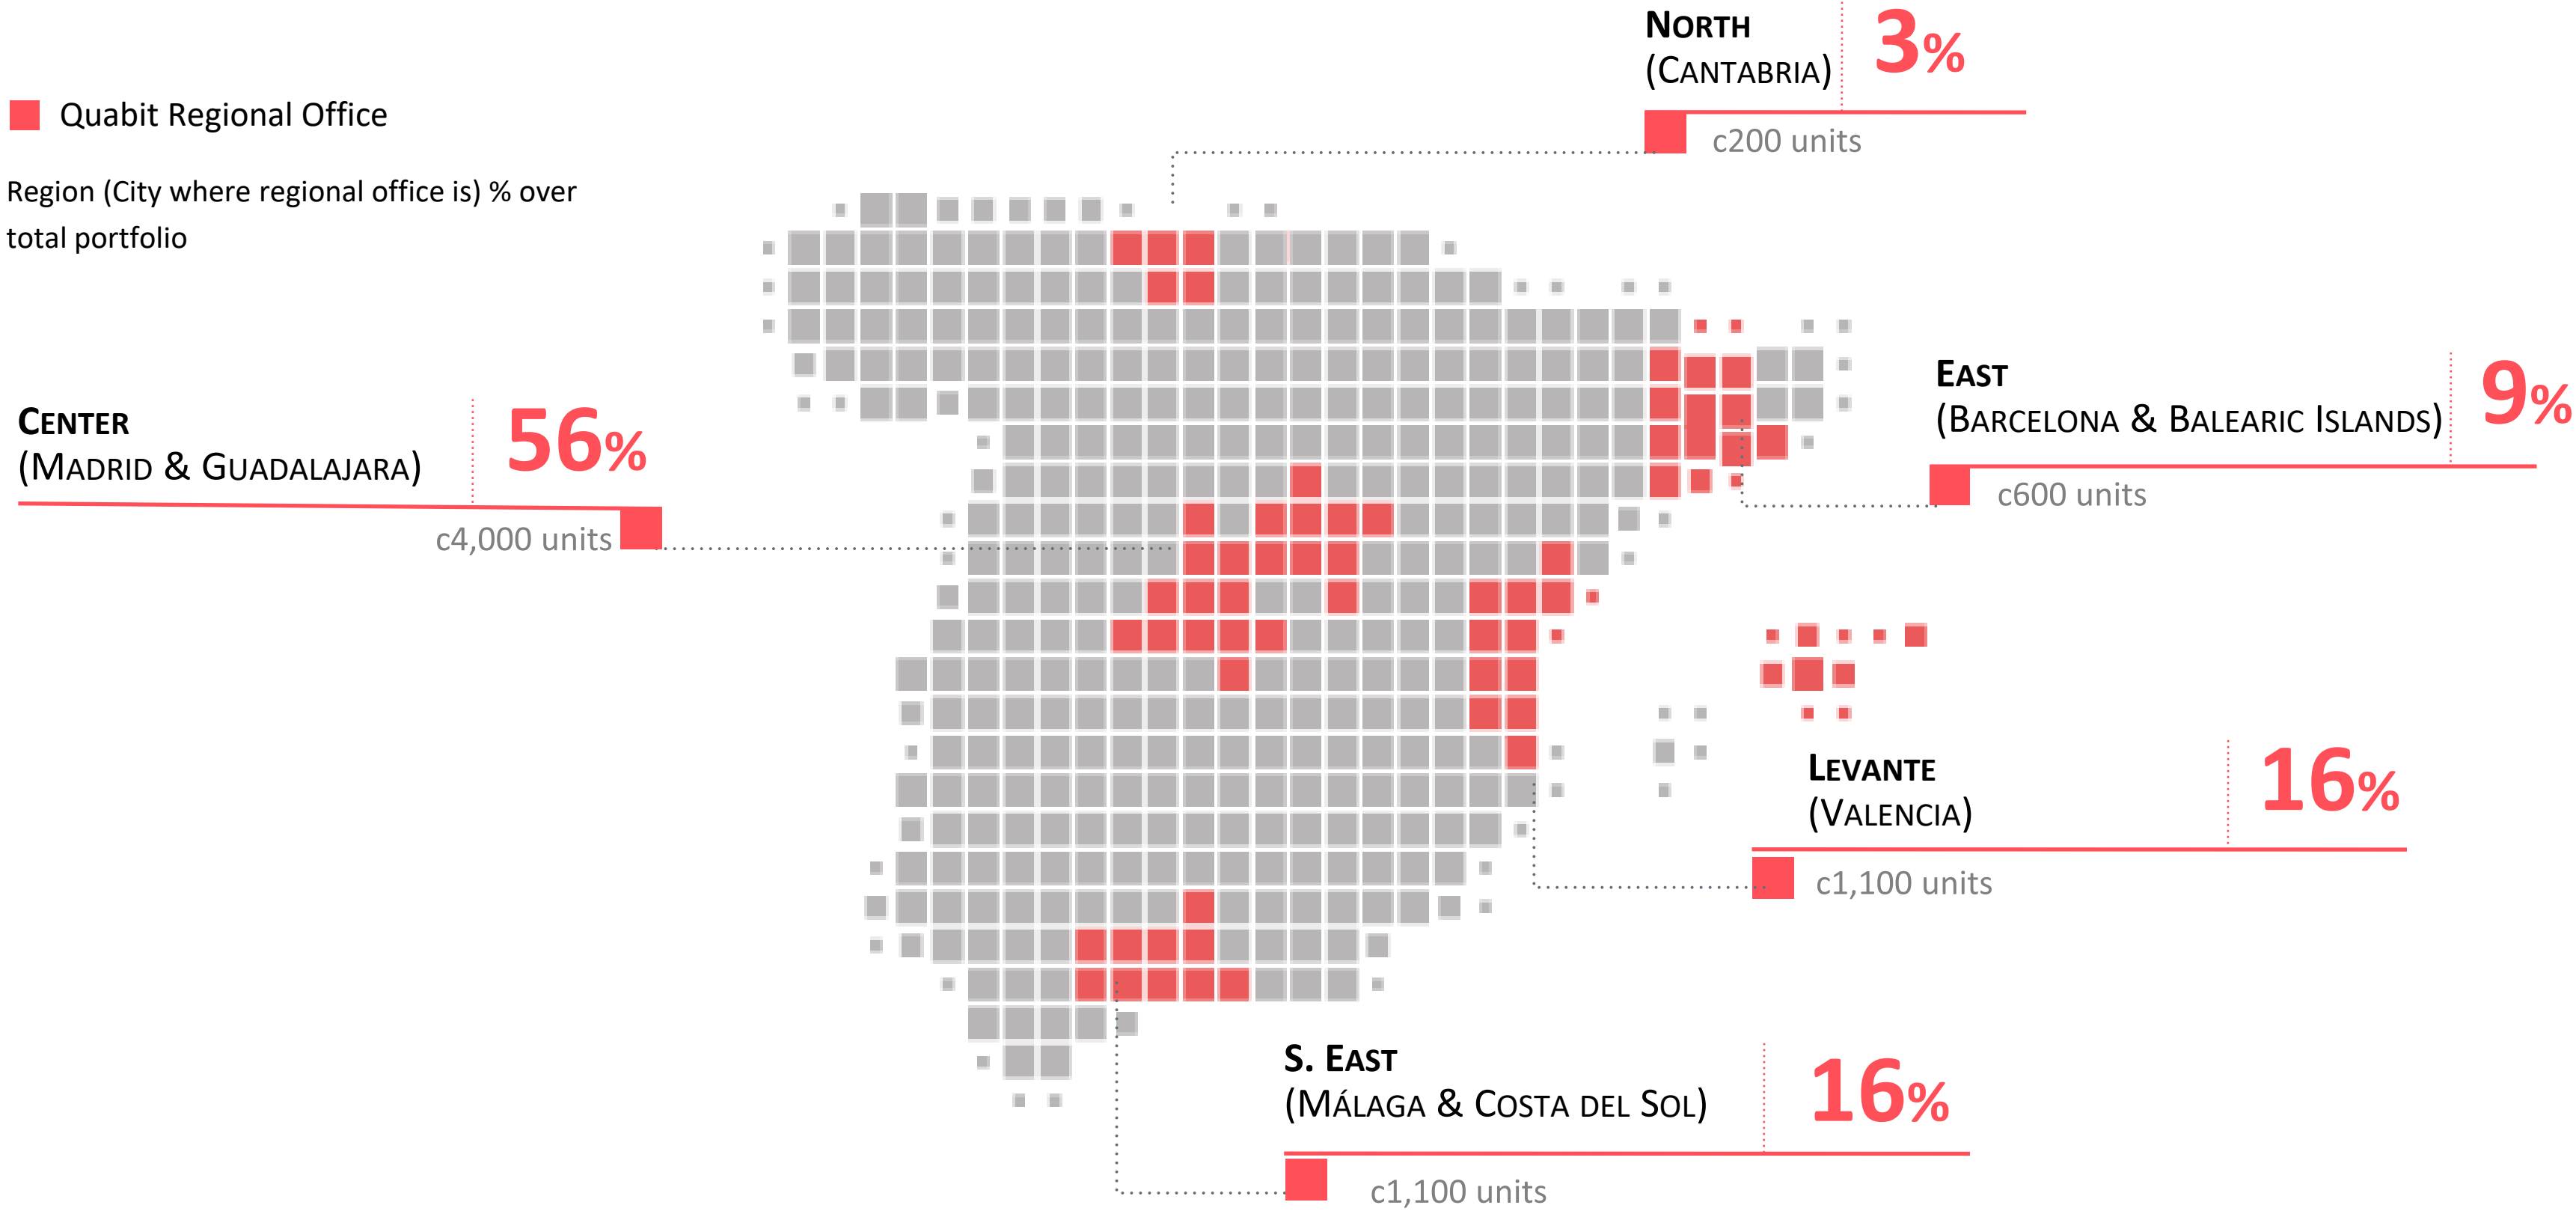 Quabit Regional Office
Region (City where regional office is) % over
total portfolio
NORTH
(CANTABRIA)
3%
c200 units
EAST
(BARCELONA & BALEARIC ISLANDS)
9%
c600 units
CENTER
(MADRID & GUADALAJARA)
56%
c4,000 units
LEVANTE
(VALENCIA)
16%
c1,100 units
S. EAST
(MÁLAGA & COSTA DEL SOL)
16%
c1,100 units